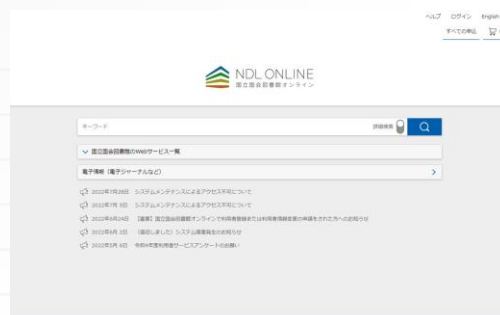 ヘルプ ログイン English
すべての申込
NDL ONLINE
国立国会図書館オンライン
キーワード 詳細検索
国立国会図書館のWebサービス一覧
電子情報（電子ジャーナルなど）
2022年7月28日 システムメンテナンスによるアクセス不可について
2022年7月 5日 システムメンテナンスによるアクセス不可について
2022年6月24日 【重要】国立国会図書館オンラインで利用者登録または利用者情報変更の申請をされた方へのお知らせ
2022年6月 2日 （復旧しました）システム障害発生のお知らせ
2022年5月 6日 令和4年度利用者サービスアンケートのお願い